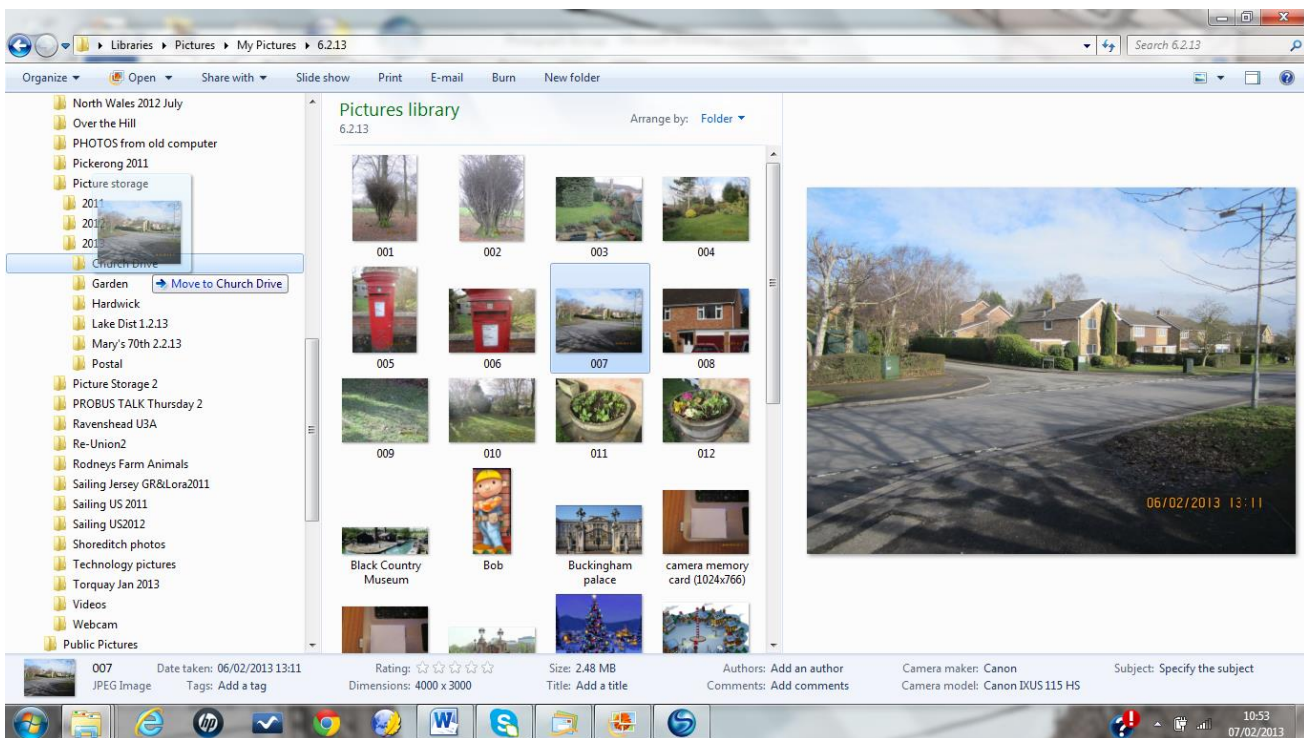 Libraries ▸ Pictures ▸ My Pictures ▸ 6.2.13
Search 6.2.13
Organize Open Share with Slide show Print E-mail Burn New folder
North Wales 2012 July
Over the Hill
PHOTOS from old computer
Pickerong 2011
Picture storage
2011
2012
2013
Church Drive
Move to Church Drive
Garden
Hardwick
Lake Dist 1.2.13
Mary's 70th 2.2.13
Postal
Picture Storage 2
PROBUS TALK Thursday 2
Ravenshead U3A
Re-Union2
Rodneys Farm Animals
Sailing Jersey GR&Lora2011
Sailing US 2011
Sailing US2012
Shoreditch photos
Technology pictures
Torquay Jan 2013
Videos
Webcam
Public Pictures
Pictures library
6.2.13
Arrange by: Folder
001 002 003 004
005 006 007 008
009 010 011 012
Black Country Museum
Bob
Buckingham palace
camera memory card (1024x766)
06/02/2013 13:11
007 Date taken: 06/02/2013 13:11 Rating: Size: 2.48 MB Authors: Add an author Camera maker: Canon Subject: Specify the subject
JPEG Image Tags: Add a tag Dimensions: 4000 x 3000 Title: Add a title Comments: Add comments Camera model: Canon IXUS 115 HS
hp
W
S
10:53
07/02/2013